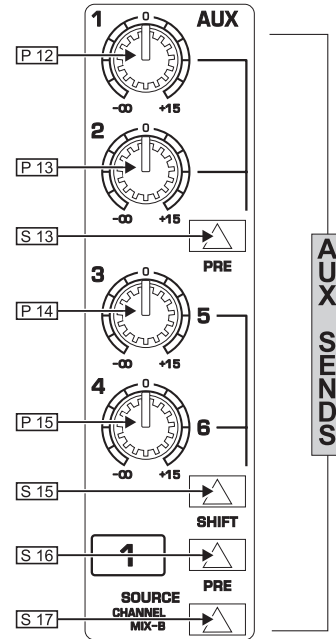 1 0 AUX
P 12
-∞ +15
2 0
P 13
-∞ +15
S 13
PRE
3 0
P 14
5
-∞ +15
4 0
P 15
6
-∞ +15
S 15
SHIFT
S 16
1
PRE
SOURCE
CHANNEL
MIX-B
S 17
AUX SENDS